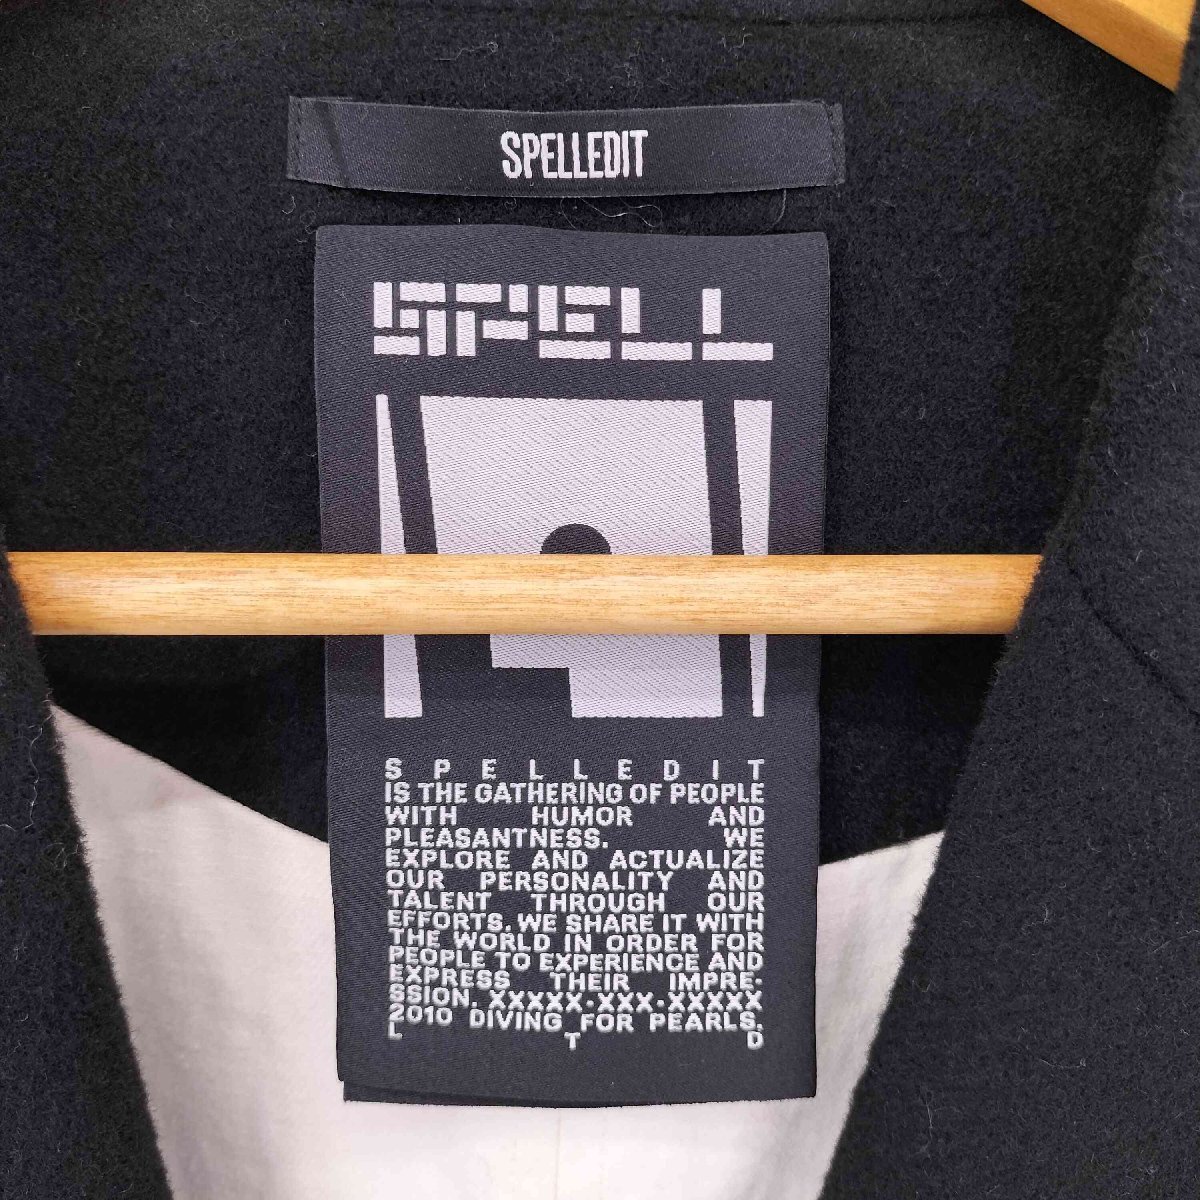 SPELLEDIT
SPELL
SPELLEDIT
IS THE GATHERING OF PEOPLE
WITH HUMOR AND
PLEASANTNESS. WE
EXPLORE AND ACTUALIZE
OUR PERSONALITY AND
TALENT THROUGH OUR
EFFORTS. WE SHARE IT WITH
THE WORLD IN ORDER FOR
PEOPLE TO EXPERIENCE AND
EXPRESS THEIR IMPRE-
SSION. XXXXX-XXX-XXXXX
2010 DIVING FOR PEARLS.
LTD